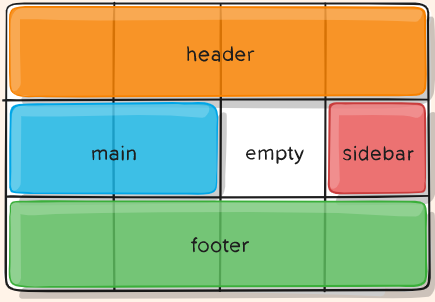 header
main
empty
sidebar
footer